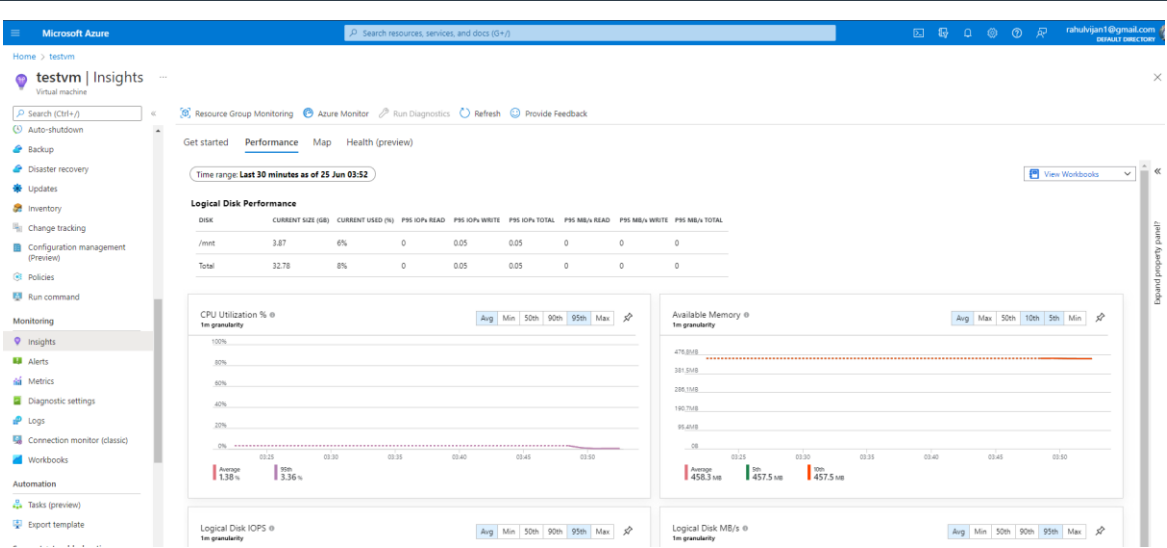 Microsoft Azure
Search resources, services, and docs (G+/)
rahulvijan1@gmail.com
DEFAULT DIRECTORY
Home > testvm
testvm | Insights ...
Virtual machine
Search (Ctrl+/)
Auto-shutdown
Backup
Disaster recovery
Updates
Inventory
Change tracking
Configuration management
(Preview)
Policies
Run command
Monitoring
Insights
Alerts
Metrics
Diagnostic settings
Logs
Connection monitor (classic)
Workbooks
Automation
Tasks (preview)
Export template
Resource Group Monitoring Azure Monitor Run Diagnostics Refresh Provide Feedback
Get started Performance Map Health (preview)
Time range: Last 30 minutes as of 25 Jun 03:52
View Workbooks
Expand property panel?
Logical Disk Performance
DISK CURRENT SIZE (GB) CURRENT USED (%) P95 IOPs READ P95 IOPs WRITE P95 IOPs TOTAL P95 MB/s READ P95 MB/s WRITE P95 MB/s TOTAL
/mnt 3.87 6% 0 0.05 0.05 0 0 0
Total 32.78 8% 0 0.05 0.05 0 0 0
CPU Utilization %
1m granularity
Avg Min 50th 90th 95th Max
100%
80%
60%
40%
20%
0%
03:25 03:30 03:35 03:40 03:45 03:50
Average
1.38%
95th
3.36%
Available Memory
1m granularity
Avg Max 50th 10th 5th Min
476.8MB
381.5MB
286.1MB
190.7MB
95.4MB
0B
03:25 03:30 03:35 03:40 03:45 03:50
Average
458.3 MB
5th
457.5 MB
10th
457.5 MB
Logical Disk IOPS
1m granularity
Avg Min 50th 90th 95th Max
Logical Disk MB/s
1m granularity
Avg Min 50th 90th 95th Max